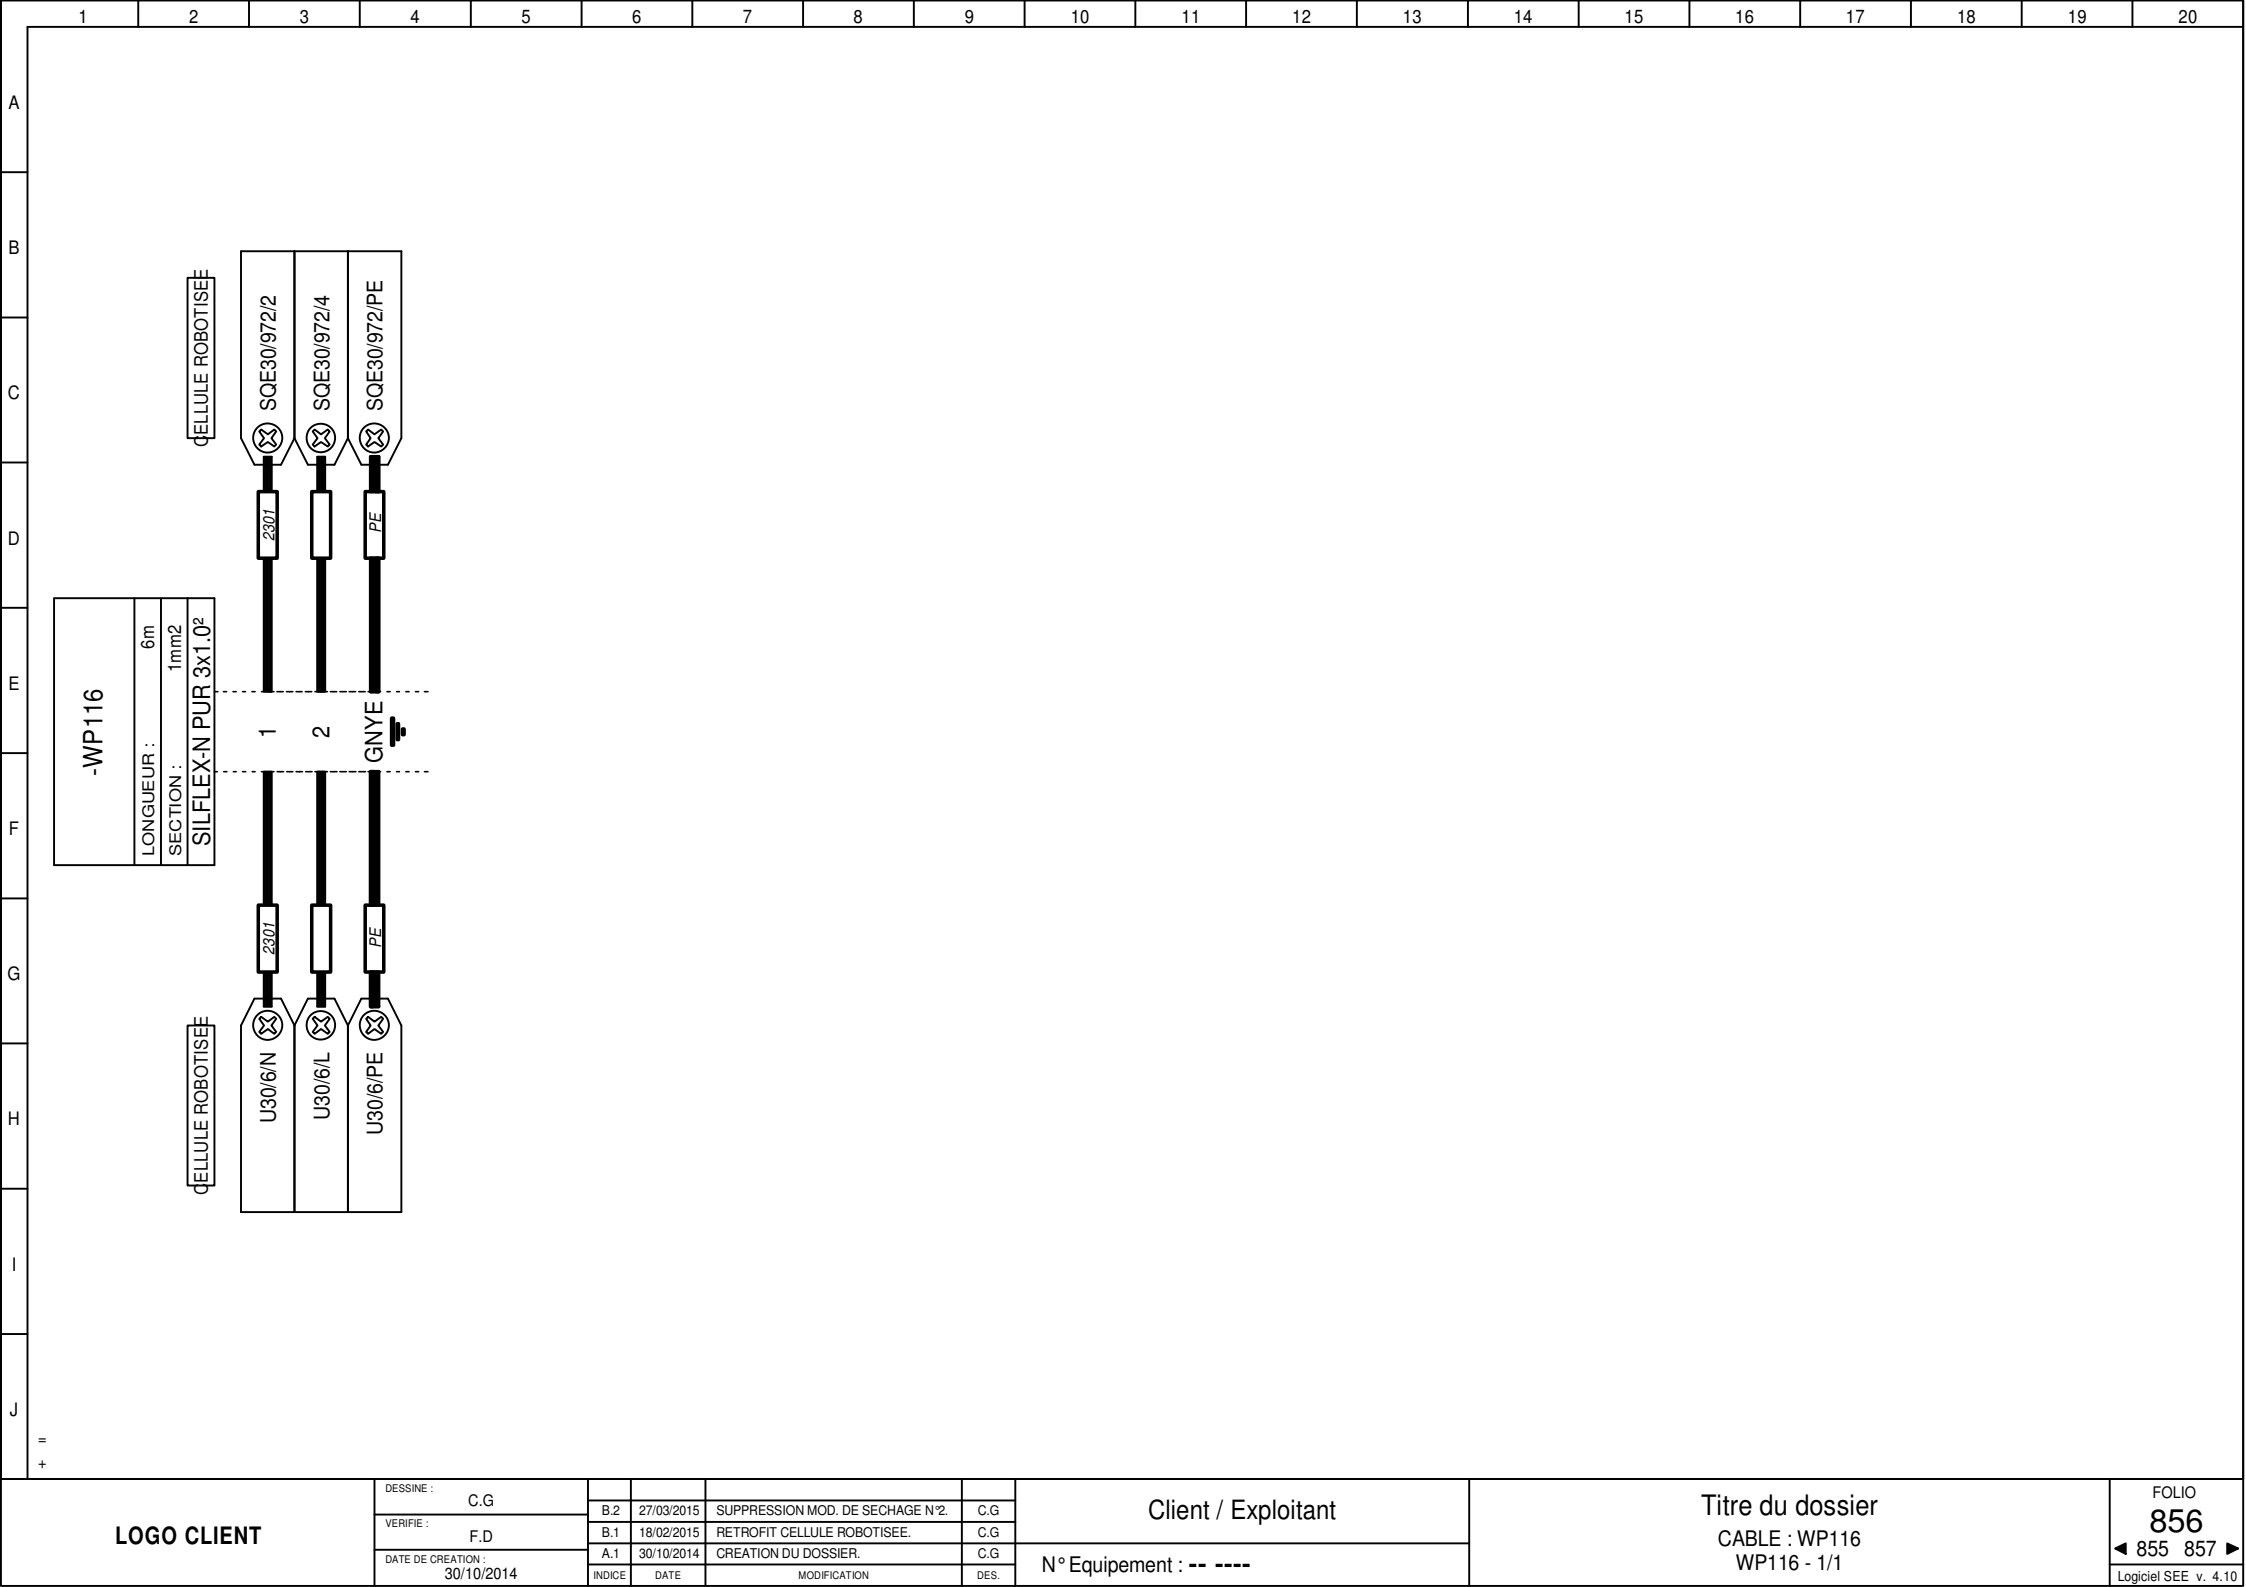 1 2 3 4 5 6 7 8 9 10 11 12 13 14 15 16 17 18 19 20
A
B
C
D
E
F
G
H
I
J
CELLULE ROBOTISEE
SQE30/972/2
SQE30/972/4
SQE30/972/PE
2301
PE
-WP116
LONGUEUR : 6m
SECTION : 1mm2
SILFLEX-N PUR 3x1.0²
1
2
GNYE
2301
PE
CELLULE ROBOTISEE
U30/6/N
U30/6/L
U30/6/PE
=
+
LOGO CLIENT
DESSINE :
C.G
VERIFIE :
F.D
DATE DE CREATION :
30/10/2014
B.2 27/03/2015 SUPPRESSION MOD. DE SECHAGE N°2. C.G
B.1 18/02/2015 RETROFIT CELLULE ROBOTISEE. C.G
A.1 30/10/2014 CREATION DU DOSSIER. C.G
INDICE DATE MODIFICATION DES.
Client / Exploitant
N° Equipement : -- ----
Titre du dossier
CABLE : WP116
WP116 - 1/1
FOLIO
856
◄ 855 857 ►
Logiciel SEE v. 4.10